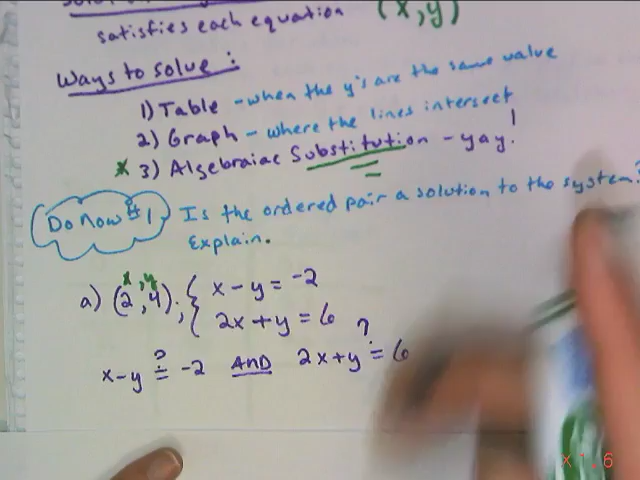 satisfies each equation (x,y)
Ways to solve:
1) Table - when the y's are the same value
2) Graph - where the lines intersect
* 3) Algebraiac Substitution - yay!
Do Now #1 Is the ordered pair a solution to the system?
Explain.
x, y
a) (2,4); { x - y = -2
2x + y = 6
x - y ≟ -2 AND 2x + y ≟ 6
x 1.6